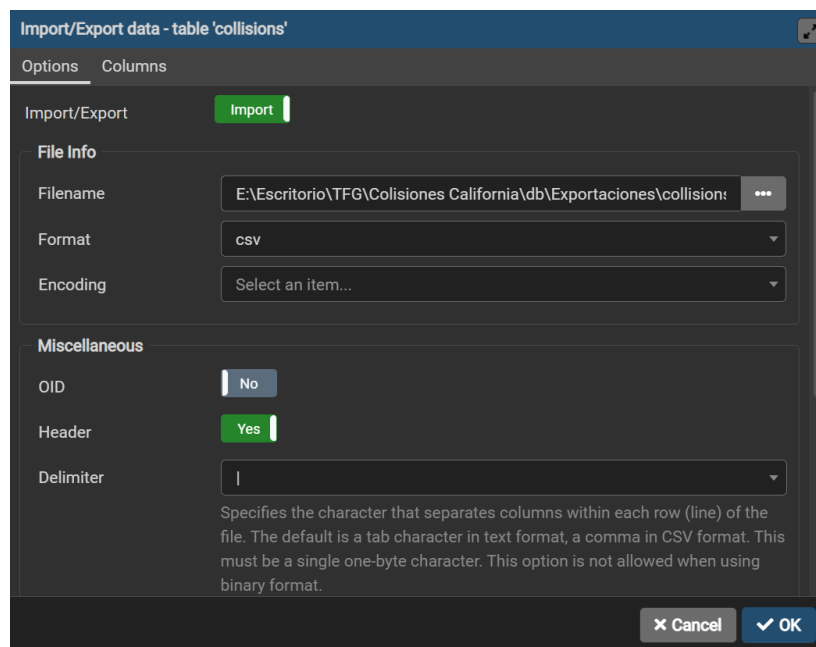 Import/Export data - table 'collisions'
Options Columns
Import/Export Import
File Info
Filename E:\Escritorio\TFG\Colisiones California\db\Exportaciones\collisions •••
Format csv
Encoding Select an item...
Miscellaneous
OID No
Header Yes
Delimiter |
Specifies the character that separates columns within each row (line) of the
file. The default is a tab character in text format, a comma in CSV format. This
must be a single one-byte character. This option is not allowed when using
binary format.
Cancel OK